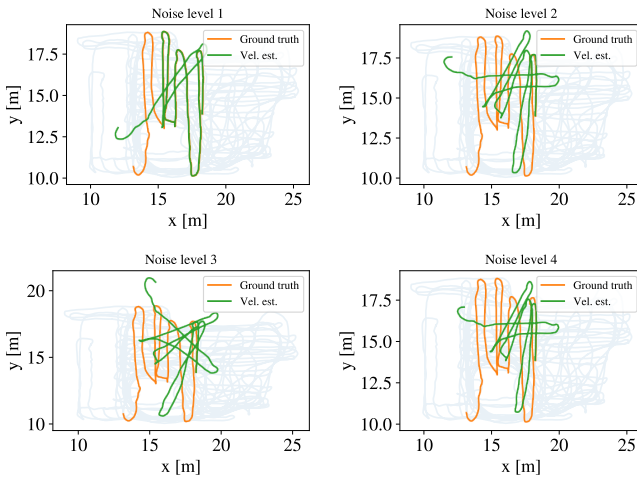 Noise level 1
Ground truth
Vel. est.
y [m]
17.5
15.0
12.5
10.0
10
15
20
25
x [m]
Noise level 2
Ground truth
Vel. est.
y [m]
17.5
15.0
12.5
10.0
10
15
20
25
x [m]
Noise level 3
Ground truth
Vel. est.
y [m]
20
15
10
10
15
20
25
x [m]
Noise level 4
Ground truth
Vel. est.
y [m]
17.5
15.0
12.5
10.0
10
15
20
25
x [m]